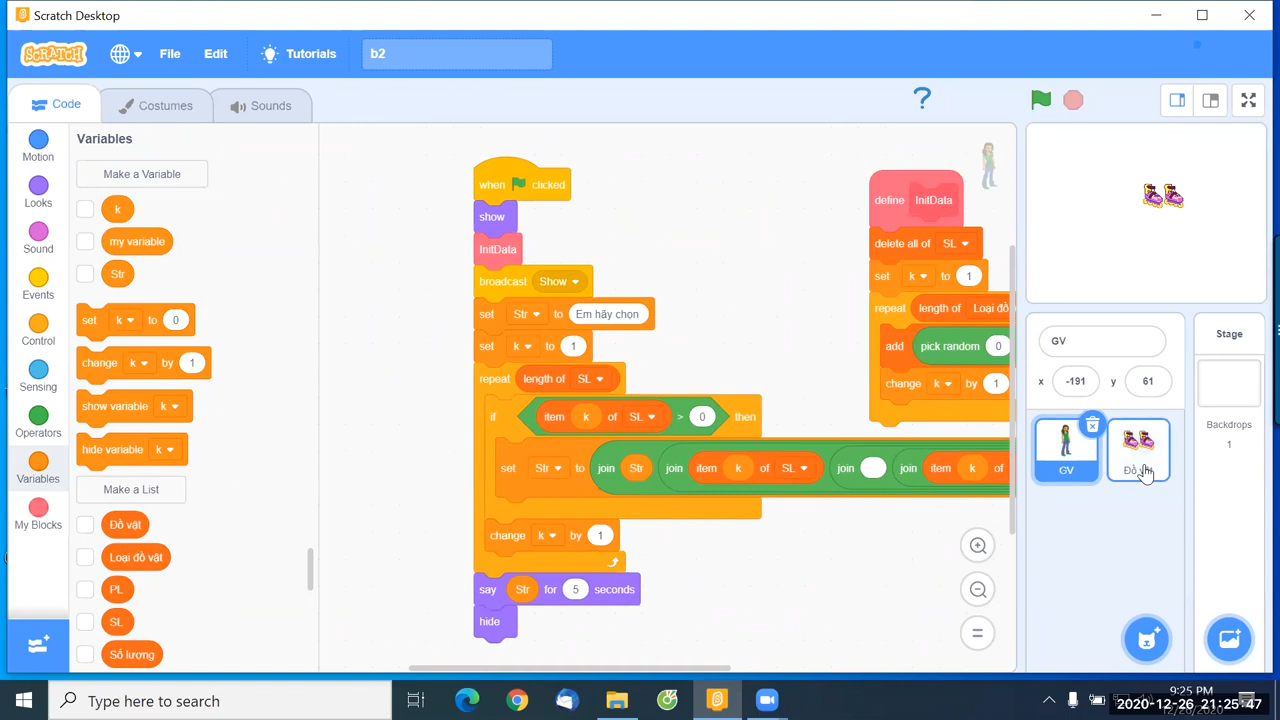 Scratch Desktop
SCRATCH
File
Edit
Tutorials
b2
Code
Costumes
Sounds
?
Motion
Looks
Sound
Events
Control
Sensing
Operators
Variables
My Blocks
Variables
Make a Variable
k
my variable
Str
set k to 0
change k by 1
show variable k
hide variable k
Make a List
Đồ vật
Loại đồ vật
PL
SL
Số lượng
when clicked
show
InitData
broadcast Show
set Str to Em hãy chọn
set k to 1
repeat length of SL
if item k of SL > 0 then
set Str to join Str join item k of SL join join item k of
change k by 1
say Str for 5 seconds
hide
define InitData
delete all of SL
set k to 1
repeat length of Loại đồ
add pick random 0
change k by 1
GV
x -191 y 61
GV
Stage
Backdrops
1
Type here to search
9:25 PM
2020-12-26 21:25:47